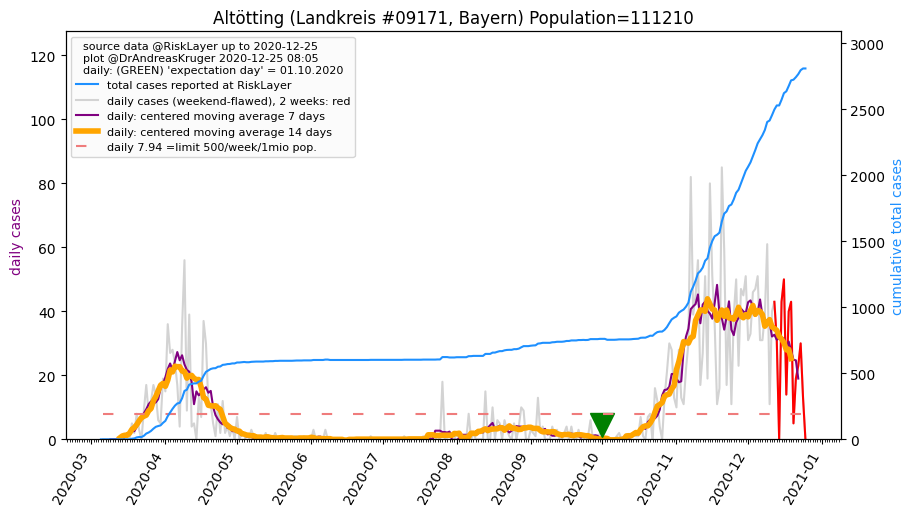 Altötting (Landkreis #09171, Bayern) Population=111210
source data @RiskLayer up to 2020-12-25
plot @DrAndreasKruger 2020-12-25 08:05
daily: (GREEN) 'expectation day' = 01.10.2020
total cases reported at RiskLayer
daily cases (weekend-flawed), 2 weeks: red
daily: centered moving average 7 days
daily: centered moving average 14 days
daily 7.94 =limit 500/week/1mio pop.
daily cases
120
100
80
60
40
20
0
cumulative total cases
3000
2500
2000
1500
1000
500
0
2020-03
2020-04
2020-05
2020-06
2020-07
2020-08
2020-09
2020-10
2020-11
2020-12
2021-01